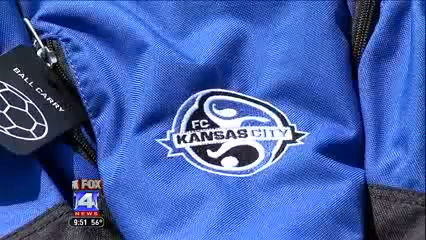 BALL CARRY
FC
KANSAS CITY
FOX
4
NEWS
9:51 56°